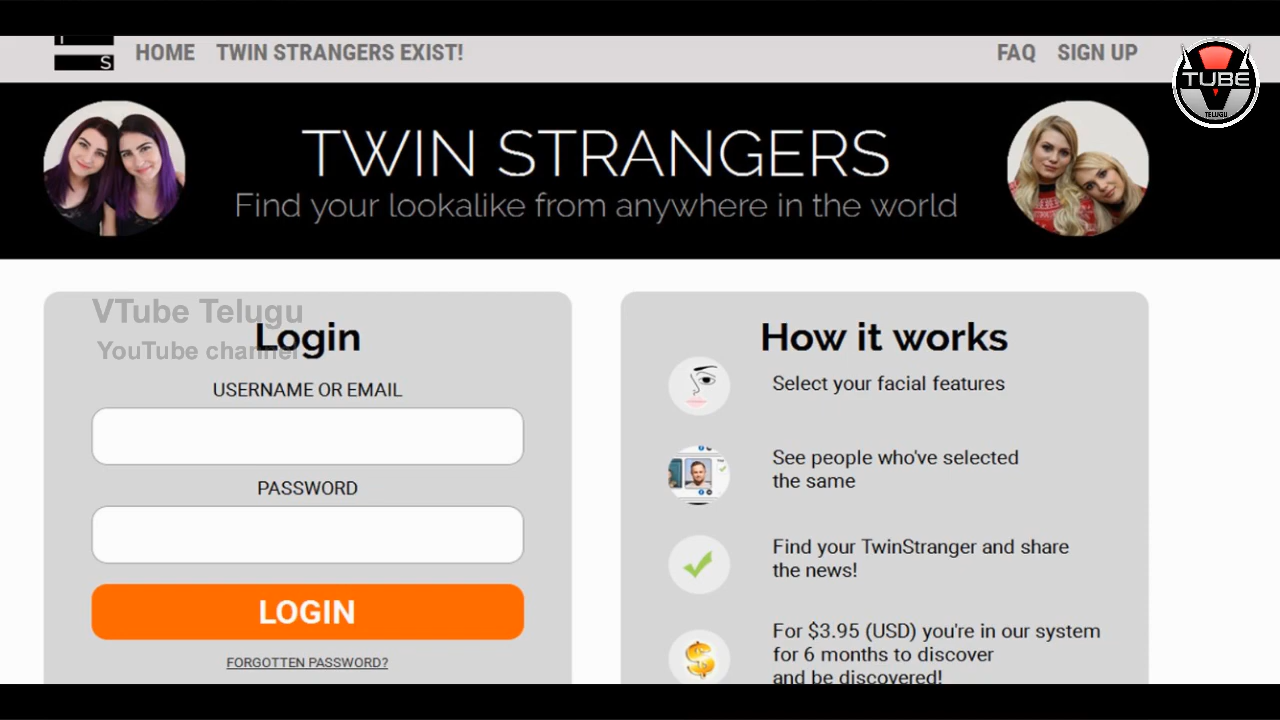 S
HOME TWIN STRANGERS EXIST! FAQ SIGN UP
TUBE
TELUGU
TWIN STRANGERS
Find your lookalike from anywhere in the world
VTube Telugu
YouTube channel
Login
USERNAME OR EMAIL
PASSWORD
LOGIN
FORGOTTEN PASSWORD?
How it works
Select your facial features
See people who've selected
the same
Find your TwinStranger and share
the news!
For $3.95 (USD) you're in our system
for 6 months to discover
and be discovered!